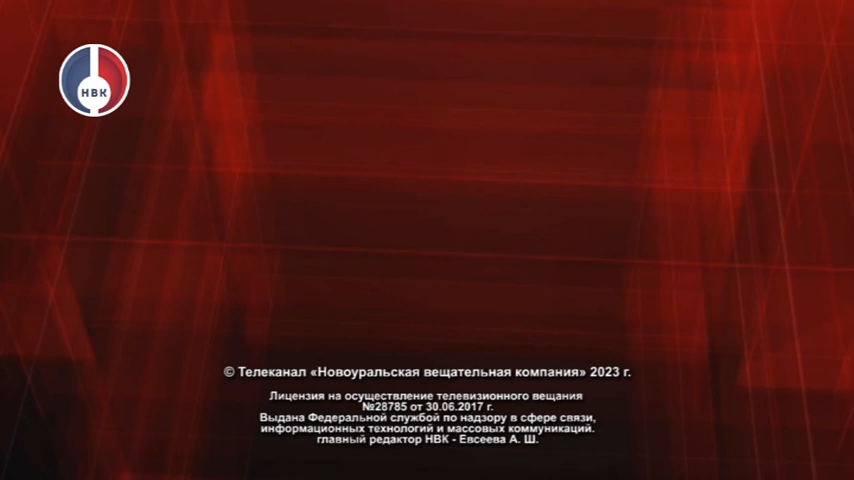 НВК
© Телеканал «Новоуральская вещательная компания» 2023 г.
Лицензия на осуществление телевизионного вещания
№28785 от 30.06.2017 г.
Выдана Федеральной службой по надзору в сфере связи,
информационных технологий и массовых коммуникаций.
главный редактор НВК - Евсеева А. Ш.